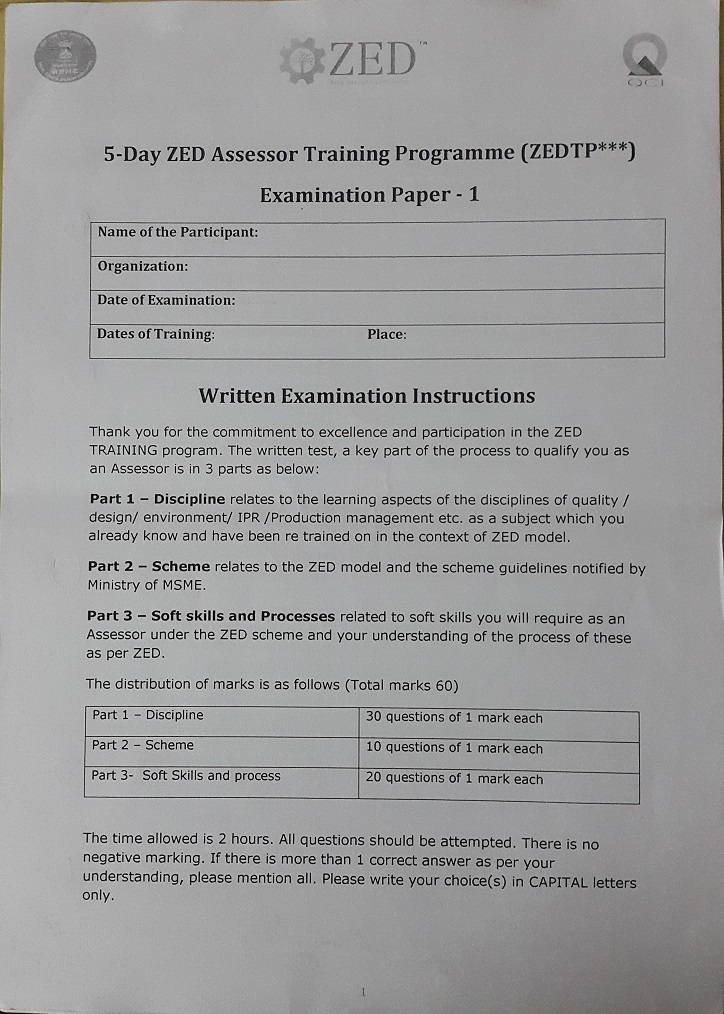 ZED™
QCI
5-Day ZED Assessor Training Programme (ZEDTP***)
Examination Paper - 1
Name of the Participant:
Organization:
Date of Examination:
Dates of Training: Place:
Written Examination Instructions
Thank you for the commitment to excellence and participation in the ZED
TRAINING program. The written test, a key part of the process to qualify you as
an Assessor is in 3 parts as below:
Part 1 – Discipline relates to the learning aspects of the disciplines of quality /
design/ environment/ IPR /Production management etc. as a subject which you
already know and have been re trained on in the context of ZED model.
Part 2 – Scheme relates to the ZED model and the scheme guidelines notified by
Ministry of MSME.
Part 3 – Soft skills and Processes related to soft skills you will require as an
Assessor under the ZED scheme and your understanding of the process of these
as per ZED.
The distribution of marks is as follows (Total marks 60)
Part 1 – Discipline 30 questions of 1 mark each
Part 2 – Scheme 10 questions of 1 mark each
Part 3- Soft Skills and process 20 questions of 1 mark each
The time allowed is 2 hours. All questions should be attempted. There is no
negative marking. If there is more than 1 correct answer as per your
understanding, please mention all. Please write your choice(s) in CAPITAL letters
only.
1